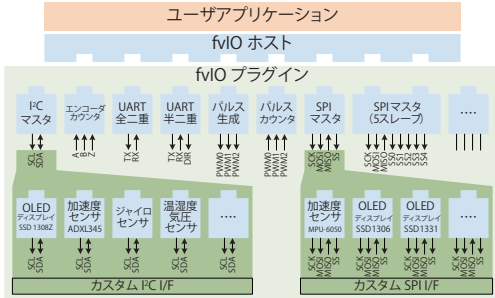 ユーザアプリケーション
fvIO ホスト
fvIO プラグイン
I²C
マスタ
エンコーダ
カウンタ
UART
全二重
UART
半二重
パルス
生成
パルス
カウンタ
SPI
マスタ
SPIマスタ
(5スレーブ)
....
SCL
SDA
A
B
Z
TX
RX
TX
RX
DIR
PWM0
PWM1
PWM2
PWM0
PWM1
PWM2
SCK
MOSI
MISO
SS
SCK
MOSI
MISO
SS0
SS1
SS2
SS3
SS4
OLED
ディスプレイ
SSD1308Z
加速度
センサ
ADXL345
ジャイロ
センサ
温湿度
気圧
センサ
....
加速度
センサ
MPU-6050
OLED
ディスプレイ
SSD1306
OLED
ディスプレイ
SSD1331
....
SCL
SDA
SCL
SDA
SCL
SDA
SCL
SDA
SCL
SDA
SCK
MOSI
MISO
SS
SCK
MOSI
MISO
SS
SCK
MOSI
MISO
SS
SCK
MOSI
MISO
SS
カスタム I²C I/F
カスタム SPI I/F